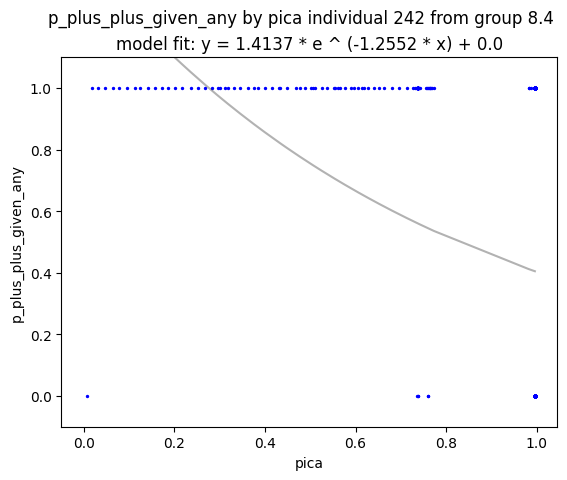 p_plus_plus_given_any by pica individual 242 from group 8.4
model fit: y = 1.4137 * e ^ (-1.2552 * x) + 0.0
1.0
0.8
0.6
0.4
0.2
0.0
p_plus_plus_given_any
0.0 0.2 0.4 0.6 0.8 1.0
pica